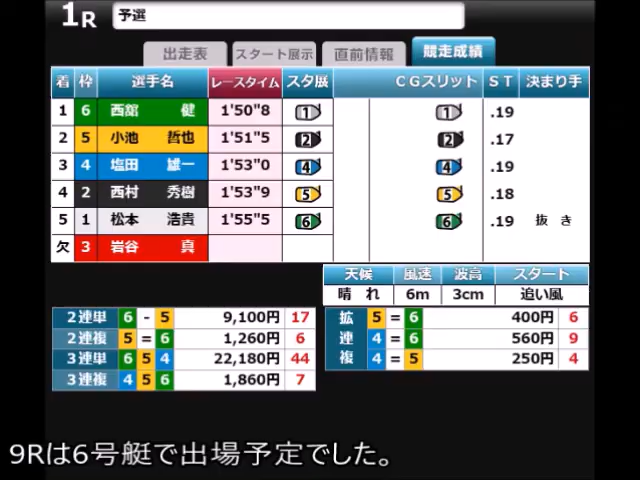 1R 予選
出走表 スタート展示 直前情報 競走成績
着 枠 選手名 レースタイム スタ展 CGスリット ST 決まり手
1 6 西舘 健 1'50"8 1 1 .19
2 5 小池 哲也 1'51"5 2 2 .17
3 4 塩田 雄一 1'53"0 4 4 .19
4 2 西村 秀樹 1'53"9 5 5 .18
5 1 松本 浩貴 1'55"5 6 6 .19 抜き
欠 3 岩谷 真
天候 風速 波高 スタート
晴れ 6m 3cm 追い風
2連単 6 - 5 9,100円 17 拡 5 = 6 400円 6
2連複 5 = 6 1,260円 6 連 4 = 6 560円 9
3連単 6 5 4 22,180円 44 複 4 = 5 250円 4
3連複 4 5 6 1,860円 7
9Rは6号艇で出場予定でした。